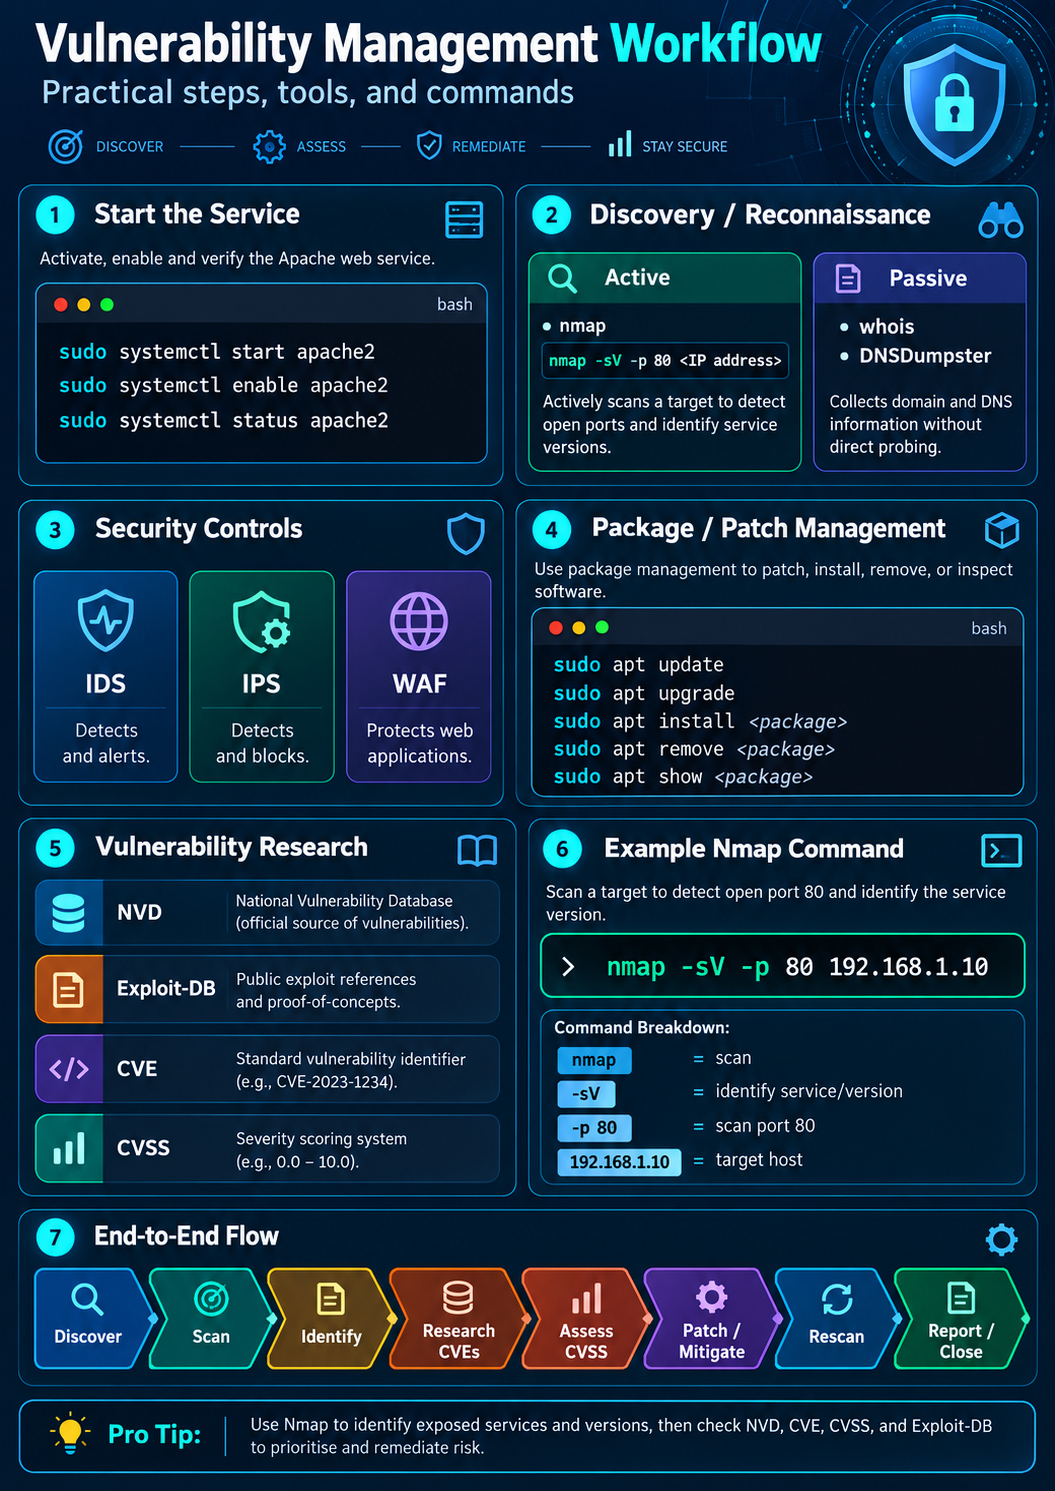 Vulnerability Management Workflow
Practical steps, tools, and commands
DISCOVER
ASSESS
REMEDIATE
STAY SECURE
1 Start the Service
Activate, enable and verify the Apache web service.
bash
sudo systemctl start apache2
sudo systemctl enable apache2
sudo systemctl status apache2
2 Discovery / Reconnaissance
Active
• nmap
nmap -sV -p 80 <IP address>
Actively scans a target to detect
open ports and identify service
versions.
Passive
• whois
• DNSDumpster
Collects domain and DNS
information without
direct probing.
3 Security Controls
IDS
Detects
and alerts.
IPS
Detects
and blocks.
WAF
Protects web
applications.
4 Package / Patch Management
Use package management to patch, install, remove, or inspect
software.
bash
sudo apt update
sudo apt upgrade
sudo apt install <package>
sudo apt remove <package>
sudo apt show <package>
5 Vulnerability Research
NVD
National Vulnerability Database
(official source of vulnerabilities).
Exploit-DB
Public exploit references
and proof-of-concepts.
</>
CVE
Standard vulnerability identifier
(e.g., CVE-2023-1234).
CVSS
Severity scoring system
(e.g., 0.0 – 10.0).
6 Example Nmap Command
Scan a target to detect open port 80 and identify the service
version.
> nmap -sV -p 80 192.168.1.10
Command Breakdown:
nmap = scan
-sV = identify service/version
-p 80 = scan port 80
192.168.1.10 = target host
7 End-to-End Flow
Discover
Scan
Identify
Research
CVEs
Assess
CVSS
Patch /
Mitigate
Rescan
Report /
Close
Pro Tip:
Use Nmap to identify exposed services and versions, then check NVD, CVE, CVSS, and Exploit-DB
to prioritise and remediate risk.